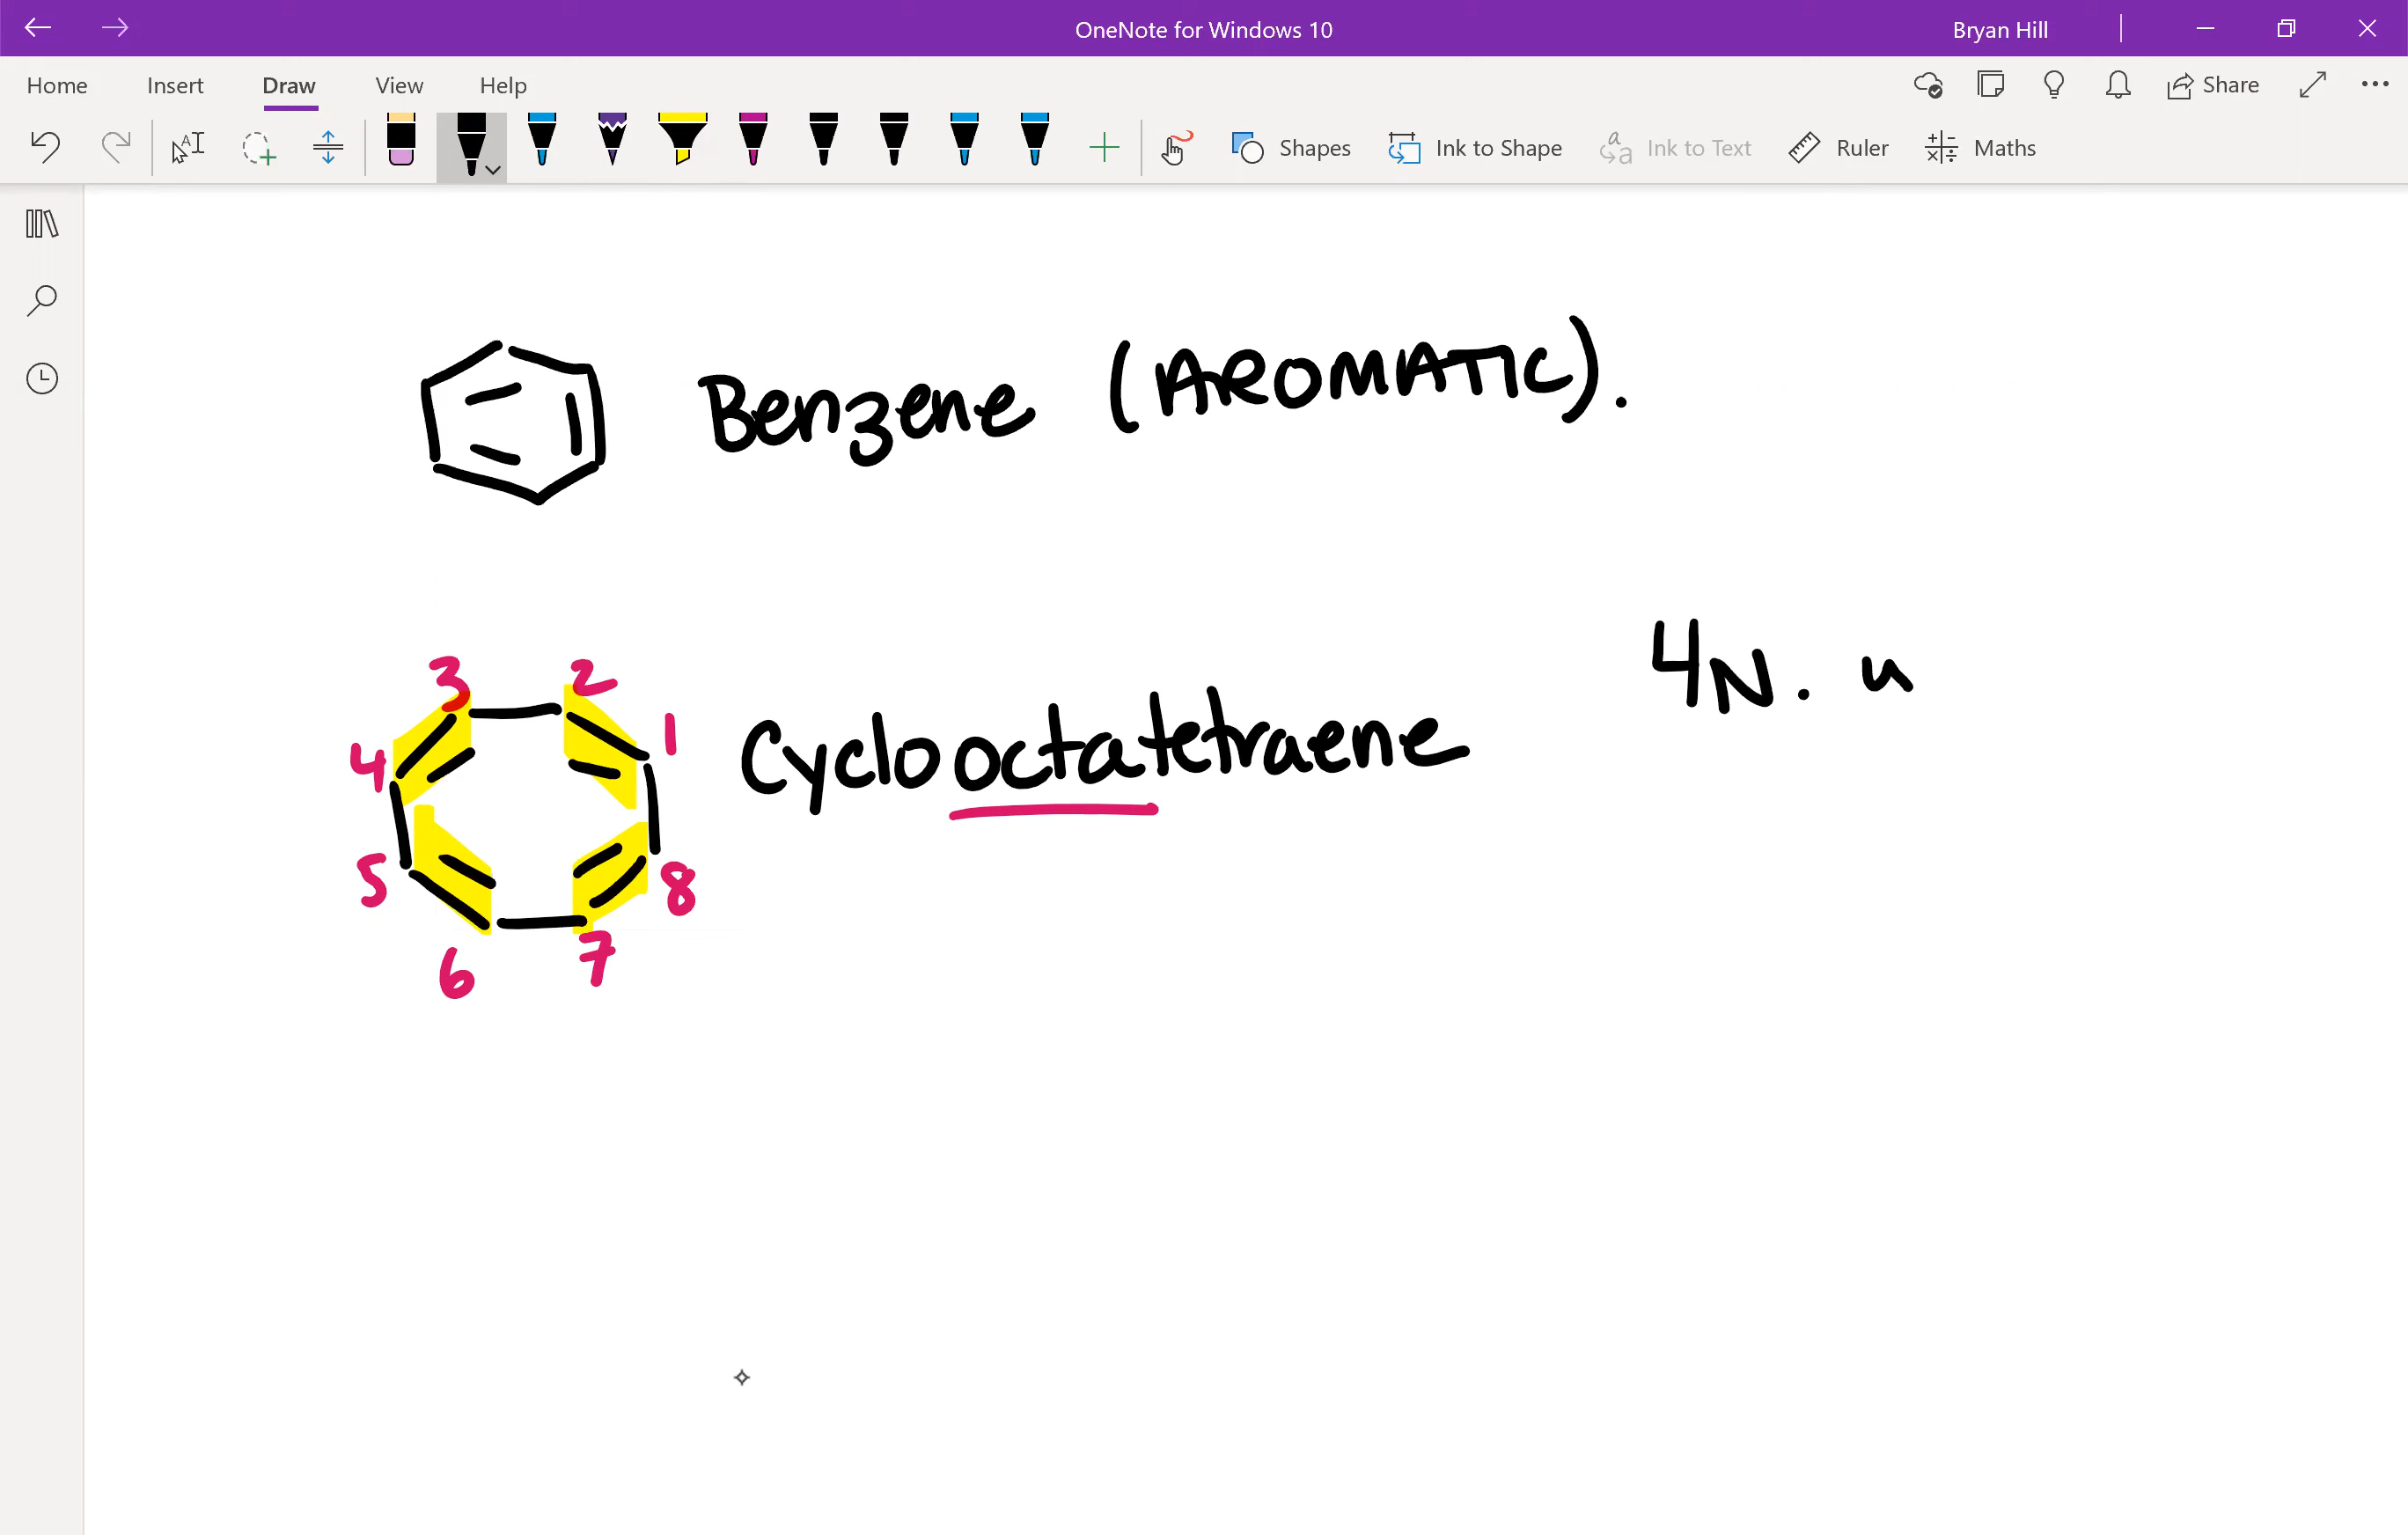 OneNote for Windows 10
Bryan Hill
Home Insert Draw View Help
Share
Shapes Ink to Shape Ink to Text Ruler Maths
Benzene (AROMATIC).
3 2
4 1
Cyclooctatetraene
4N.
5 8
6 7